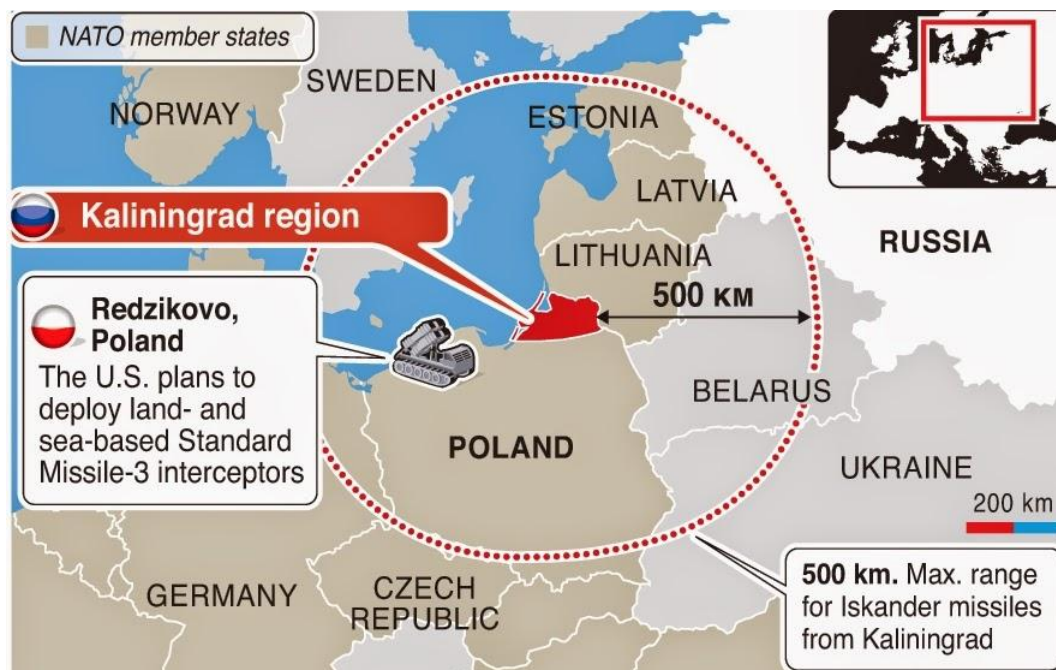 NATO member states
SWEDEN
NORWAY
ESTONIA
LATVIA
Kaliningrad region
RUSSIA
LITHUANIA
500 KM
Redzikovo,
Poland
The U.S. plans to
deploy land- and
sea-based Standard
Missile-3 interceptors
BELARUS
POLAND
UKRAINE
200 km
500 km. Max. range
for Iskander missiles
from Kaliningrad
GERMANY
CZECH
REPUBLIC